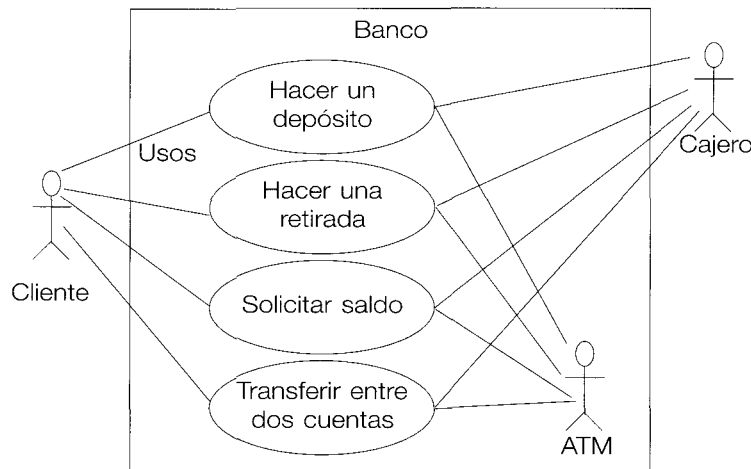 Banco
Hacer un
depósito
Cajero
Usos
Hacer una
retirada
Cliente
Solicitar saldo
Transferir entre
dos cuentas
ATM